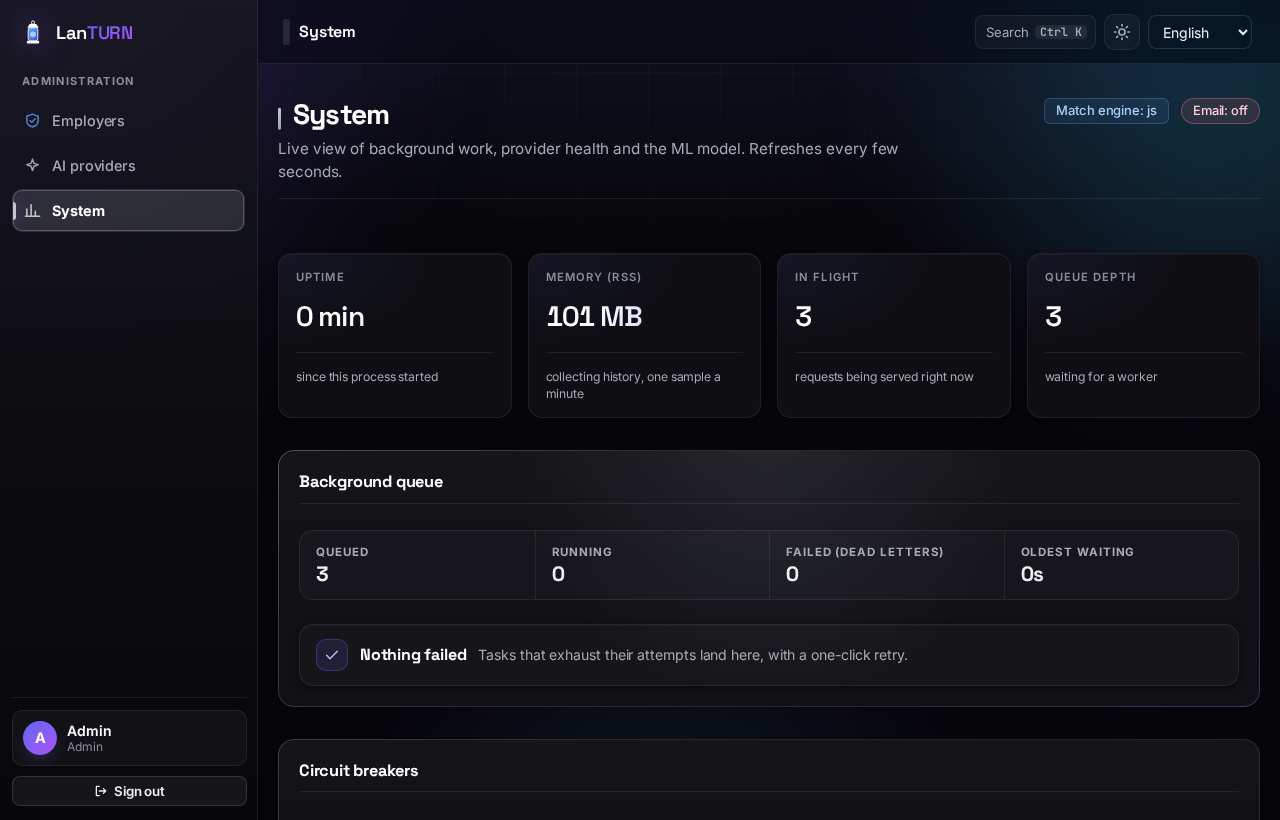 LanTURN
ADMINISTRATION
Employers
AI providers
System
Admin
Admin
Sign out
System
Search Ctrl K
English
System
Match engine: js
Email: off
Live view of background work, provider health and the ML model. Refreshes every few
seconds.
UPTIME
0 min
since this process started
MEMORY (RSS)
101 MB
collecting history, one sample a
minute
IN FLIGHT
3
requests being served right now
QUEUE DEPTH
3
waiting for a worker
Background queue
QUEUED
3
RUNNING
0
FAILED (DEAD LETTERS)
0
OLDEST WAITING
0s
Nothing failed Tasks that exhaust their attempts land here, with a one-click retry.
Circuit breakers
A